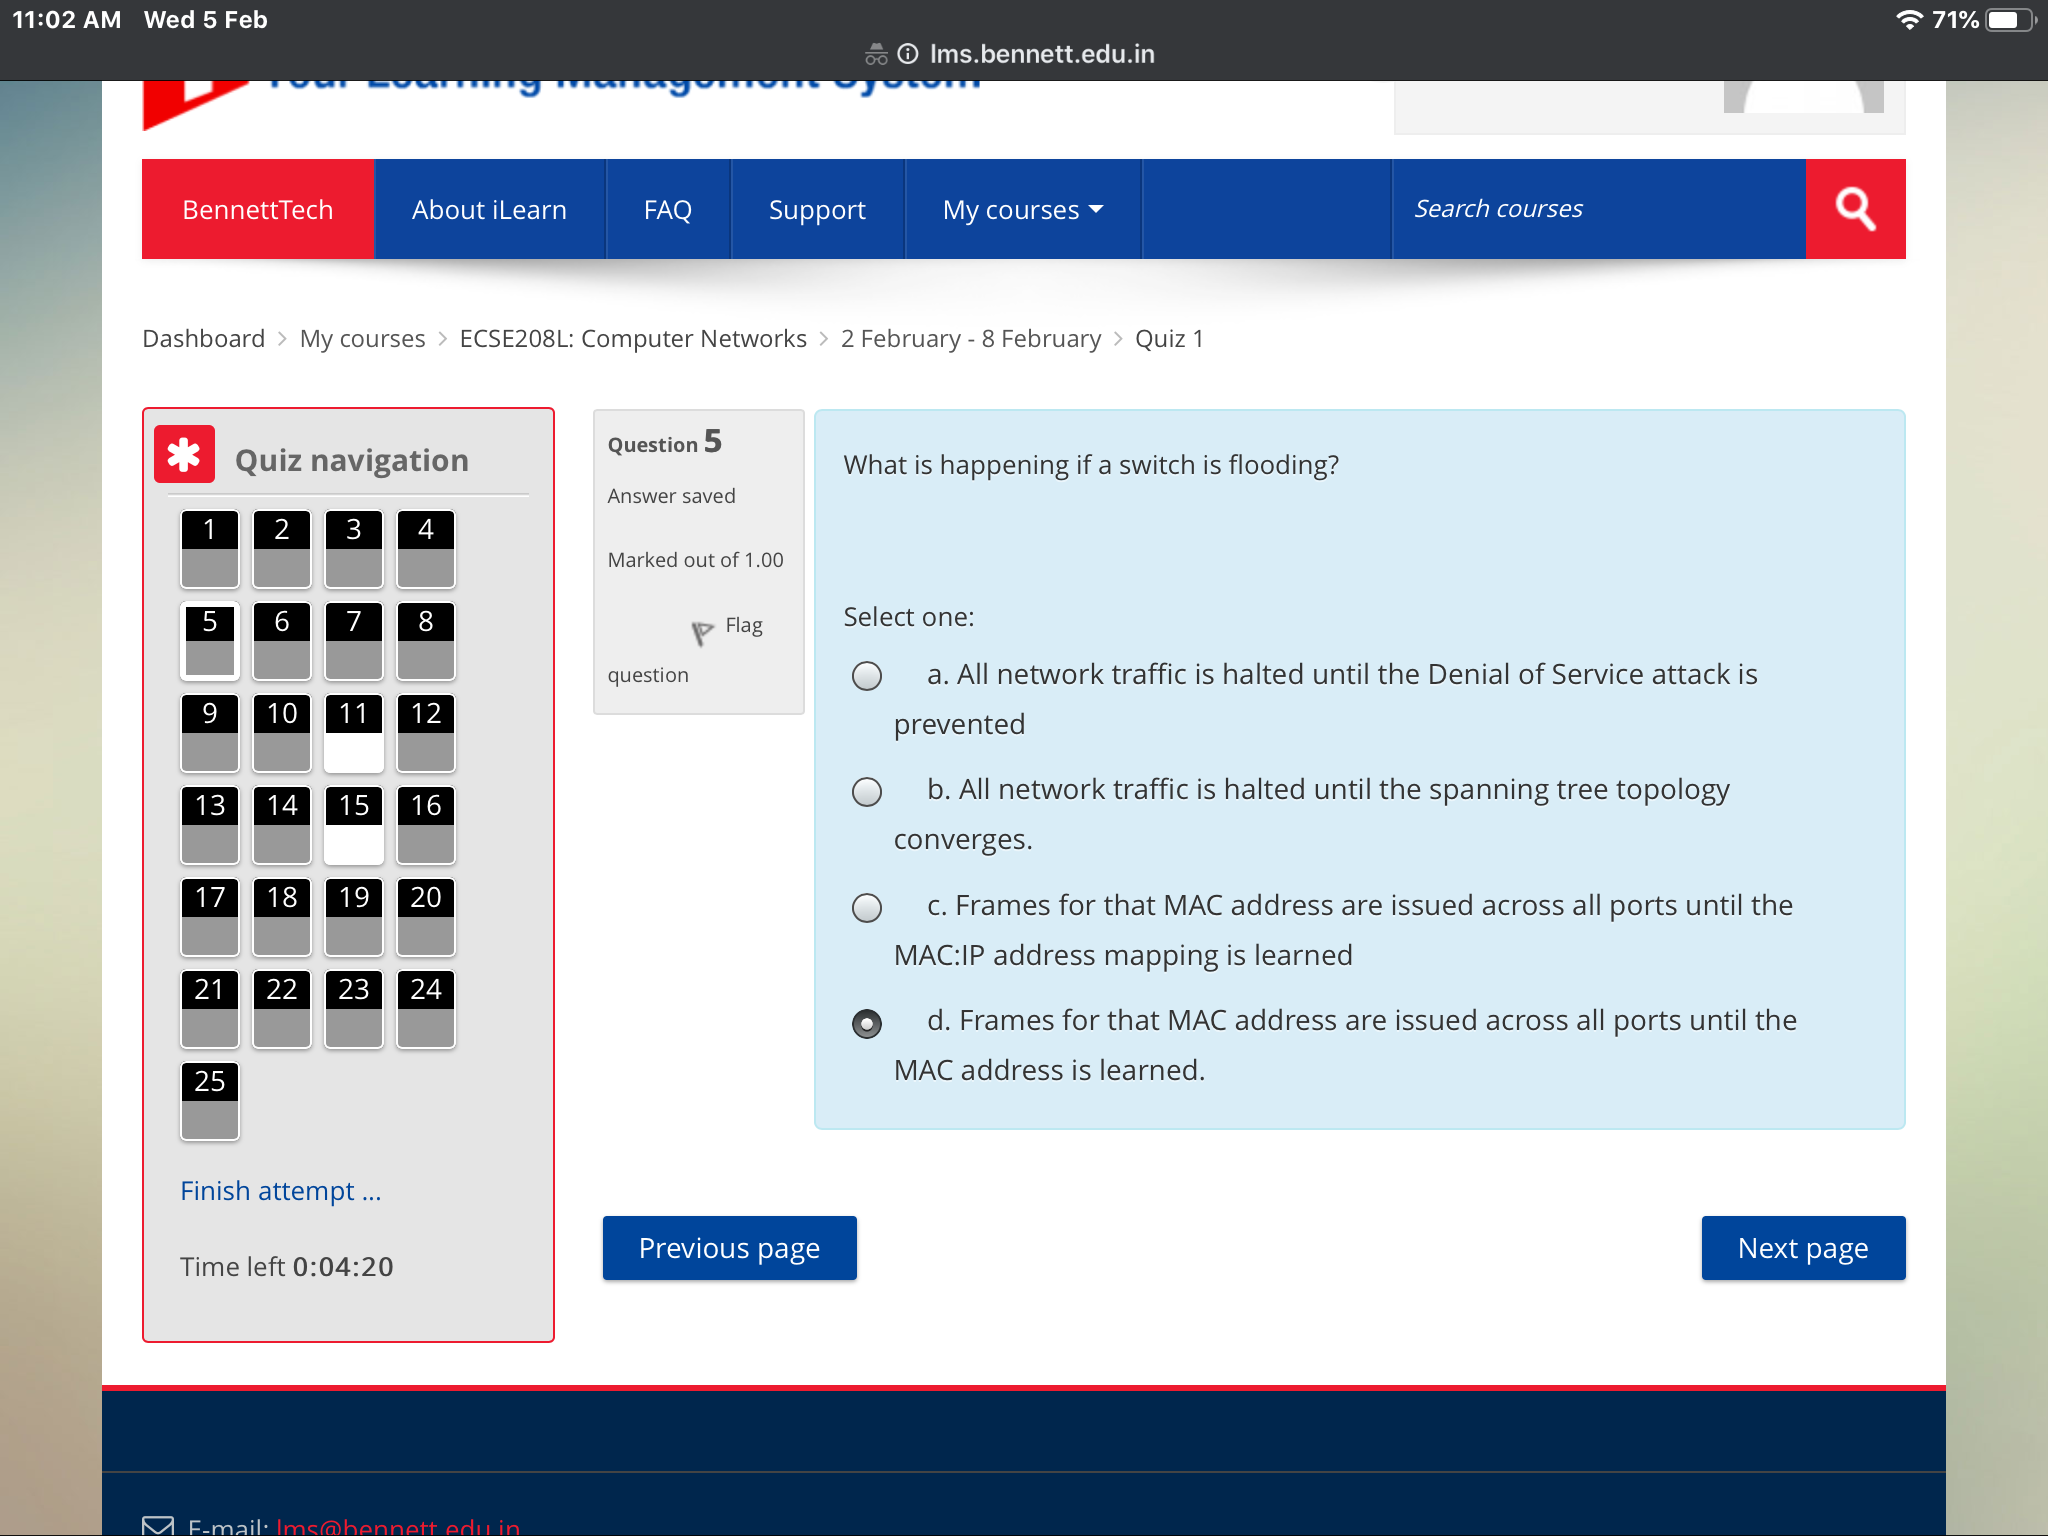 11:02 AM Wed 5 Feb
71%
lms.bennett.edu.in
Your Learning Management System
BennettTech
About iLearn
FAQ
Support
My courses
Search courses
Dashboard > My courses > ECSE208L: Computer Networks > 2 February - 8 February > Quiz 1
Quiz navigation
1 2 3 4
5 6 7 8
9 10 11 12
13 14 15 16
17 18 19 20
21 22 23 24
25
Finish attempt ...
Time left 0:04:20
Question 5
Answer saved
Marked out of 1.00
Flag
question
What is happening if a switch is flooding?
Select one:
a. All network traffic is halted until the Denial of Service attack is
prevented
b. All network traffic is halted until the spanning tree topology
converges.
c. Frames for that MAC address are issued across all ports until the
MAC:IP address mapping is learned
d. Frames for that MAC address are issued across all ports until the
MAC address is learned.
Previous page
Next page
E-mail: lms@bennett.edu.in